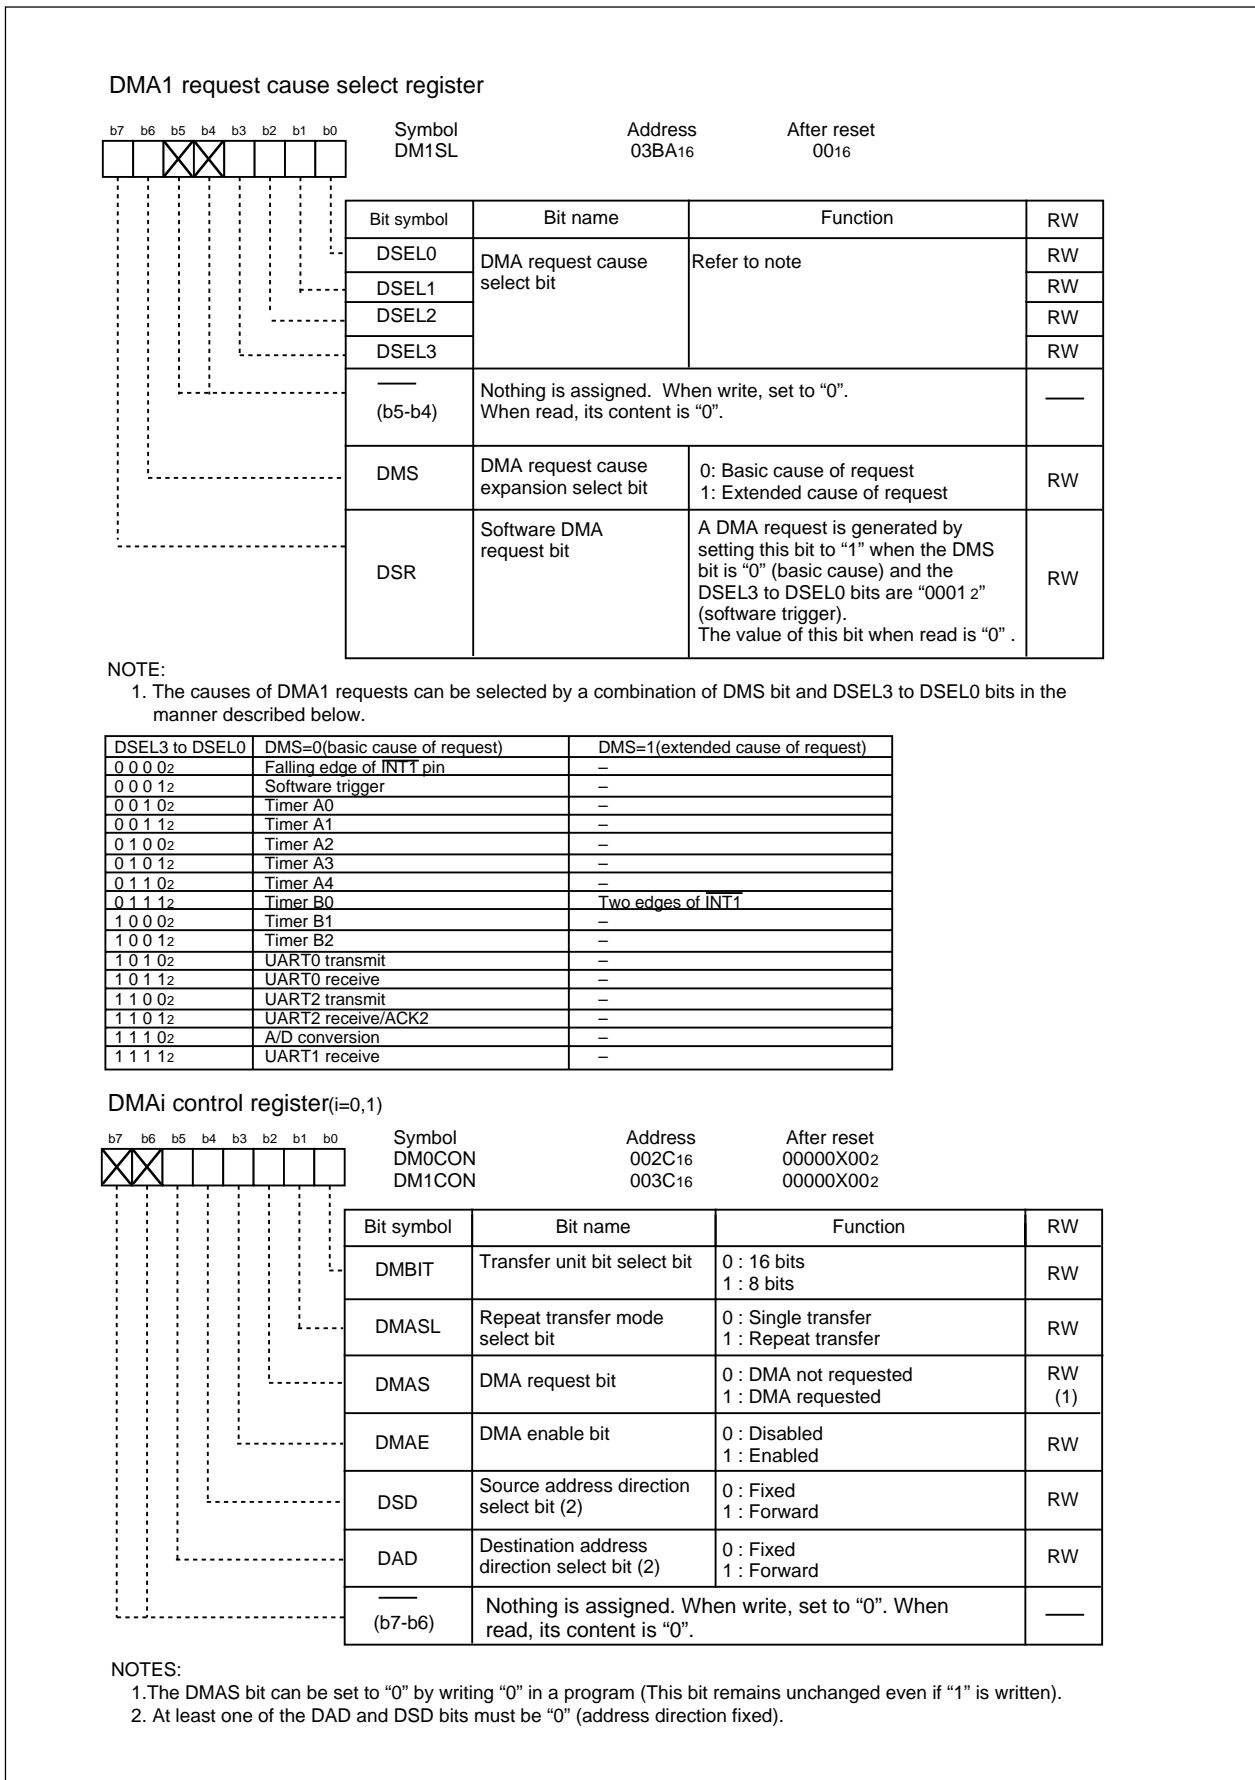 DMA1 request cause select register
b7 b6 b5 b4 b3 b2 b1 b0
Symbol Address After reset
DM1SL 03BA16 0016
Bit symbol Bit name Function RW
DSEL0 DMA request cause select bit Refer to note RW
DSEL1 RW
DSEL2 RW
DSEL3 RW
(b5-b4) Nothing is assigned. When write, set to “0”.
When read, its content is “0”.
DMS DMA request cause expansion select bit 0: Basic cause of request
1: Extended cause of request RW
DSR Software DMA request bit A DMA request is generated by
setting this bit to “1” when the DMS
bit is “0” (basic cause) and the
DSEL3 to DSEL0 bits are “0001 2”
(software trigger).
The value of this bit when read is “0” . RW
NOTE:
1. The causes of DMA1 requests can be selected by a combination of DMS bit and DSEL3 to DSEL0 bits in the
manner described below.
DSEL3 to DSEL0 DMS=0(basic cause of request) DMS=1(extended cause of request)
0 0 0 02 Falling edge of INT1 pin –
0 0 0 12 Software trigger –
0 0 1 02 Timer A0 –
0 0 1 12 Timer A1 –
0 1 0 02 Timer A2 –
0 1 0 12 Timer A3 –
0 1 1 02 Timer A4 –
0 1 1 12 Timer B0 Two edges of INT1
1 0 0 02 Timer B1 –
1 0 0 12 Timer B2 –
1 0 1 02 UART0 transmit –
1 0 1 12 UART0 receive –
1 1 0 02 UART2 transmit –
1 1 0 12 UART2 receive/ACK2 –
1 1 1 02 A/D conversion –
1 1 1 12 UART1 receive –
DMAi control register(i=0,1)
b7 b6 b5 b4 b3 b2 b1 b0
Symbol Address After reset
DM0CON 002C16 00000X002
DM1CON 003C16 00000X002
Bit symbol Bit name Function RW
DMBIT Transfer unit bit select bit 0 : 16 bits
1 : 8 bits RW
DMASL Repeat transfer mode select bit 0 : Single transfer
1 : Repeat transfer RW
DMAS DMA request bit 0 : DMA not requested
1 : DMA requested RW (1)
DMAE DMA enable bit 0 : Disabled
1 : Enabled RW
DSD Source address direction select bit (2) 0 : Fixed
1 : Forward RW
DAD Destination address direction select bit (2) 0 : Fixed
1 : Forward RW
(b7-b6) Nothing is assigned. When write, set to “0”. When
read, its content is “0”.
NOTES:
1.The DMAS bit can be set to “0” by writing “0” in a program (This bit remains unchanged even if “1” is written).
2. At least one of the DAD and DSD bits must be “0” (address direction fixed).